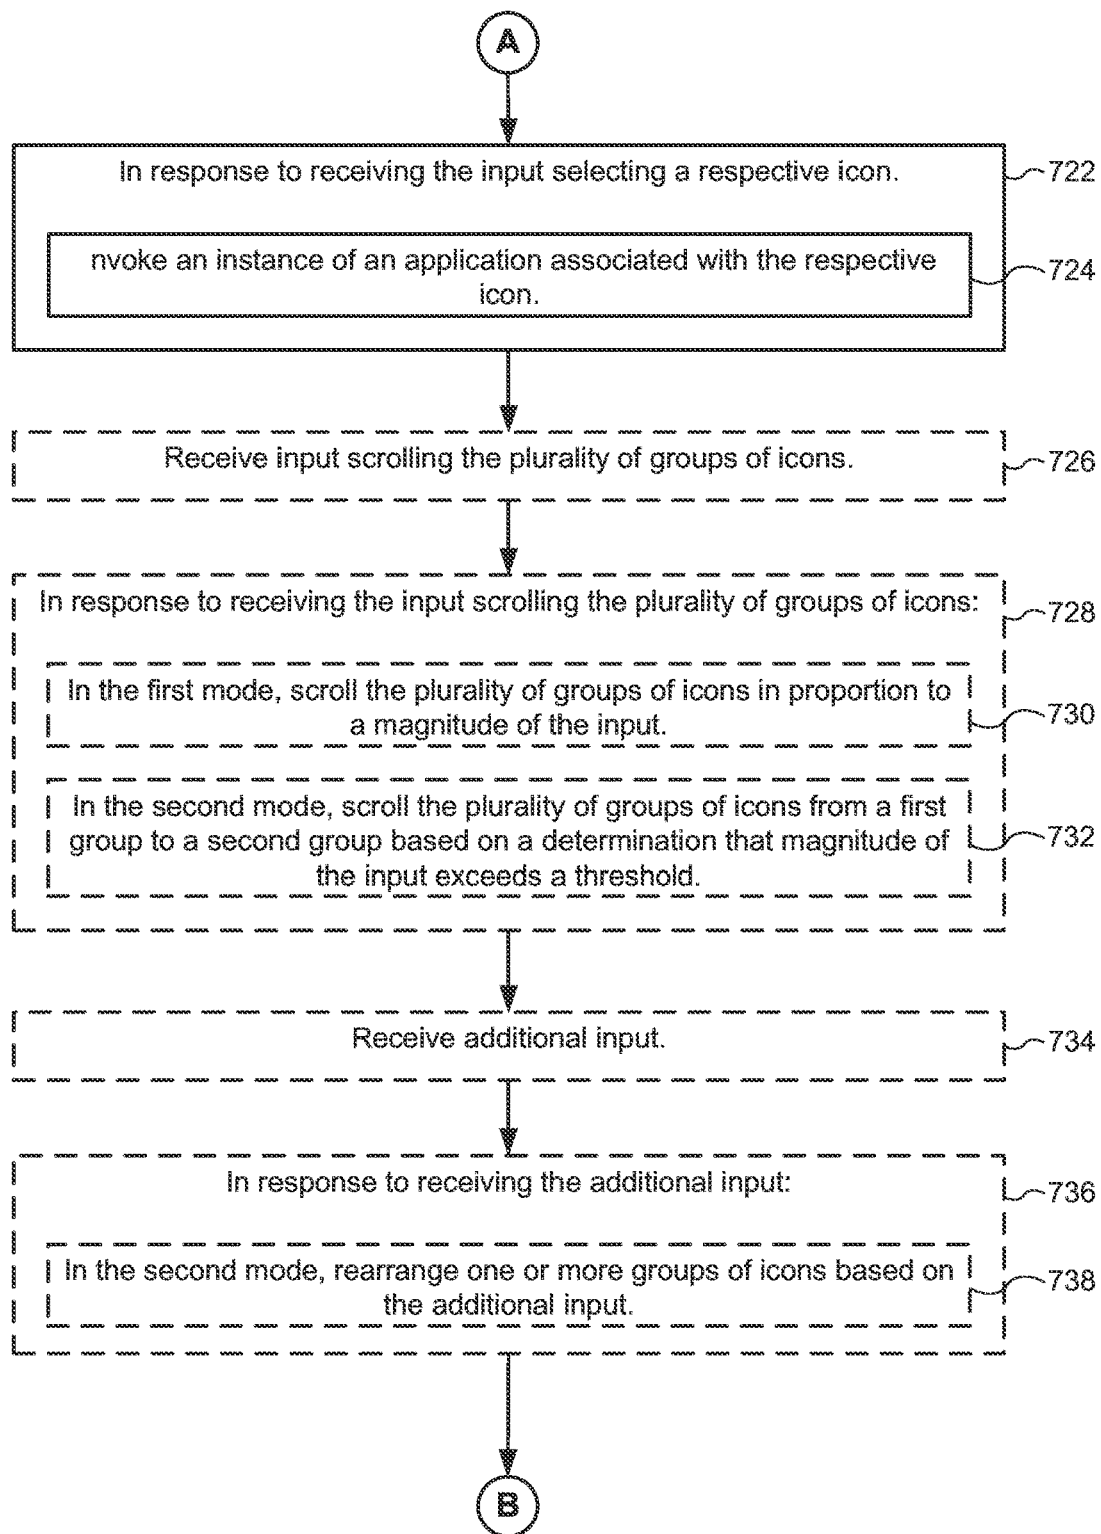 A
In response to receiving the input selecting a respective icon.
722
nvoke an instance of an application associated with the respective
icon.
724
Receive input scrolling the plurality of groups of icons.
726
In response to receiving the input scrolling the plurality of groups of icons:
728
In the first mode, scroll the plurality of groups of icons in proportion to
a magnitude of the input.
730
In the second mode, scroll the plurality of groups of icons from a first
group to a second group based on a determination that magnitude of
the input exceeds a threshold.
732
Receive additional input.
734
In response to receiving the additional input:
736
In the second mode, rearrange one or more groups of icons based on
the additional input.
738
B